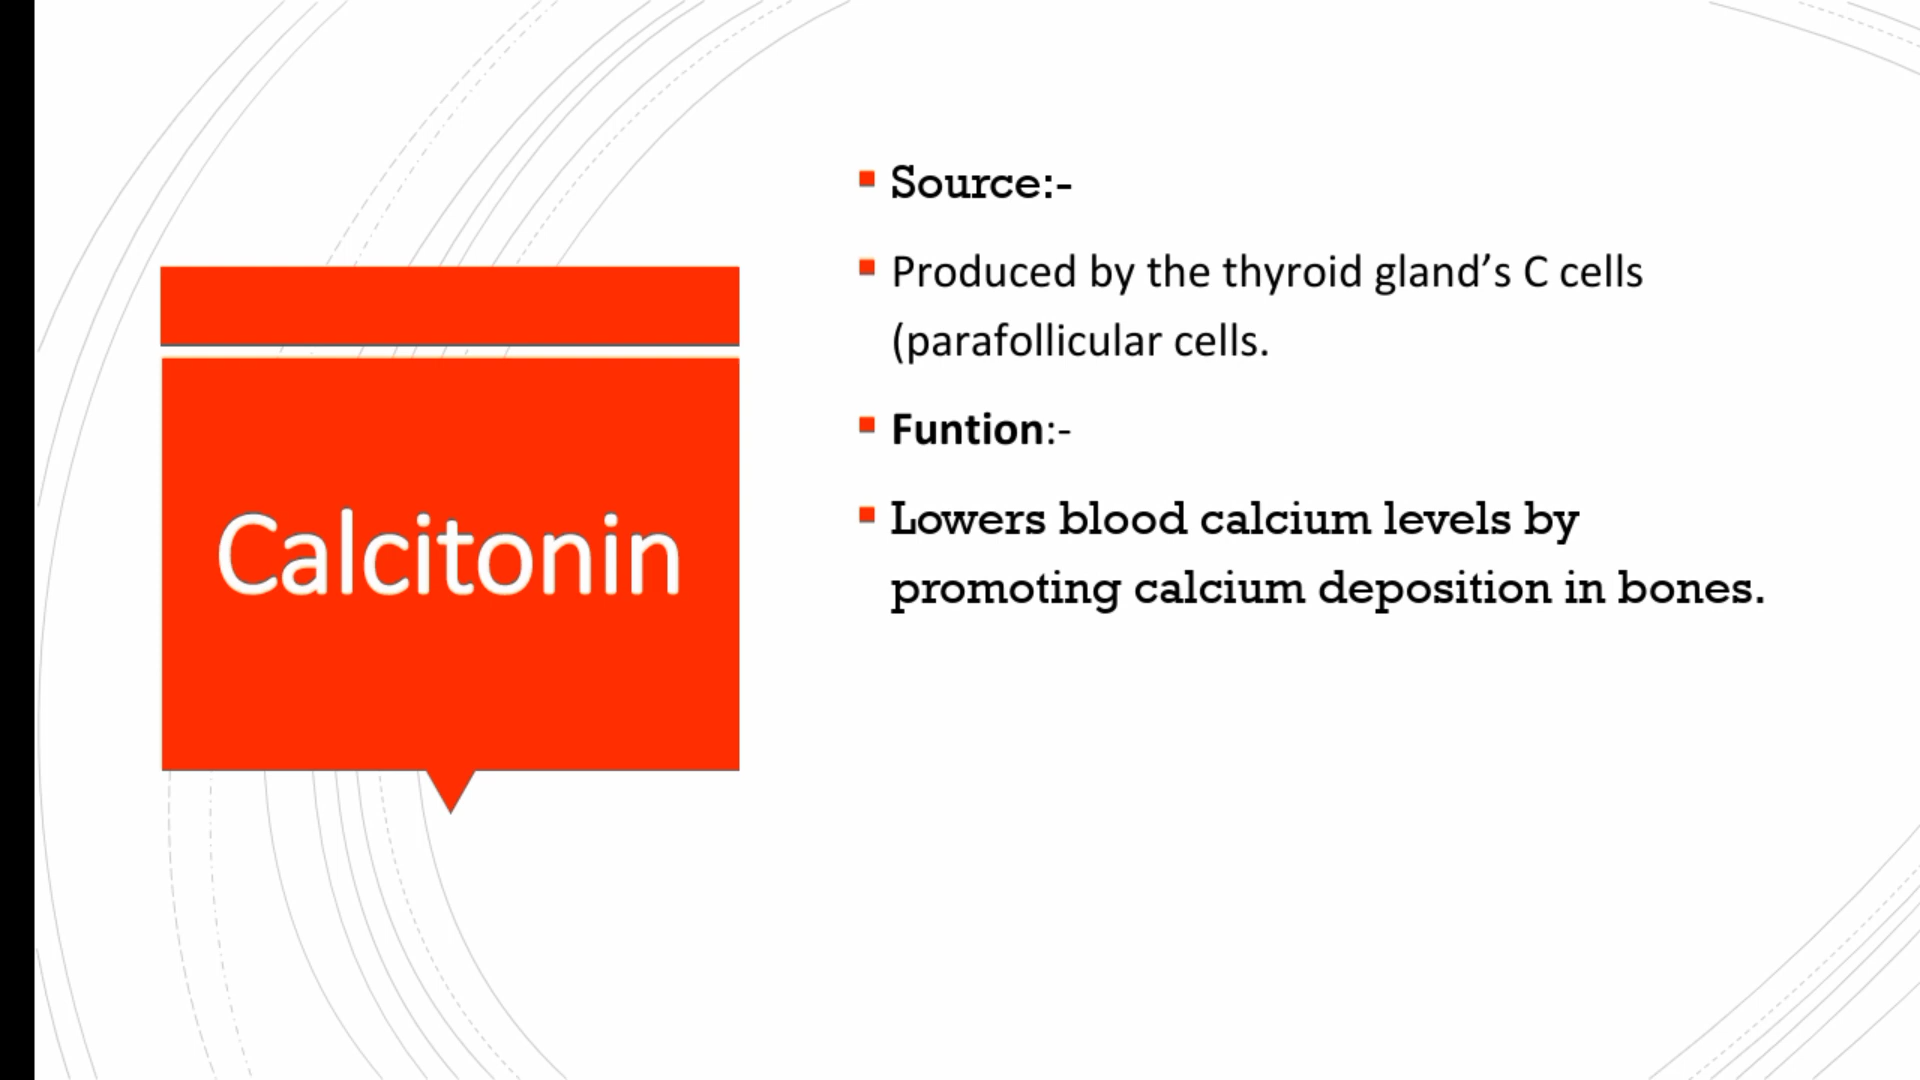 Calcitonin
Source:-
Produced by the thyroid gland’s C cells
(parafollicular cells.
Funtion:-
Lowers blood calcium levels by
promoting calcium deposition in bones.